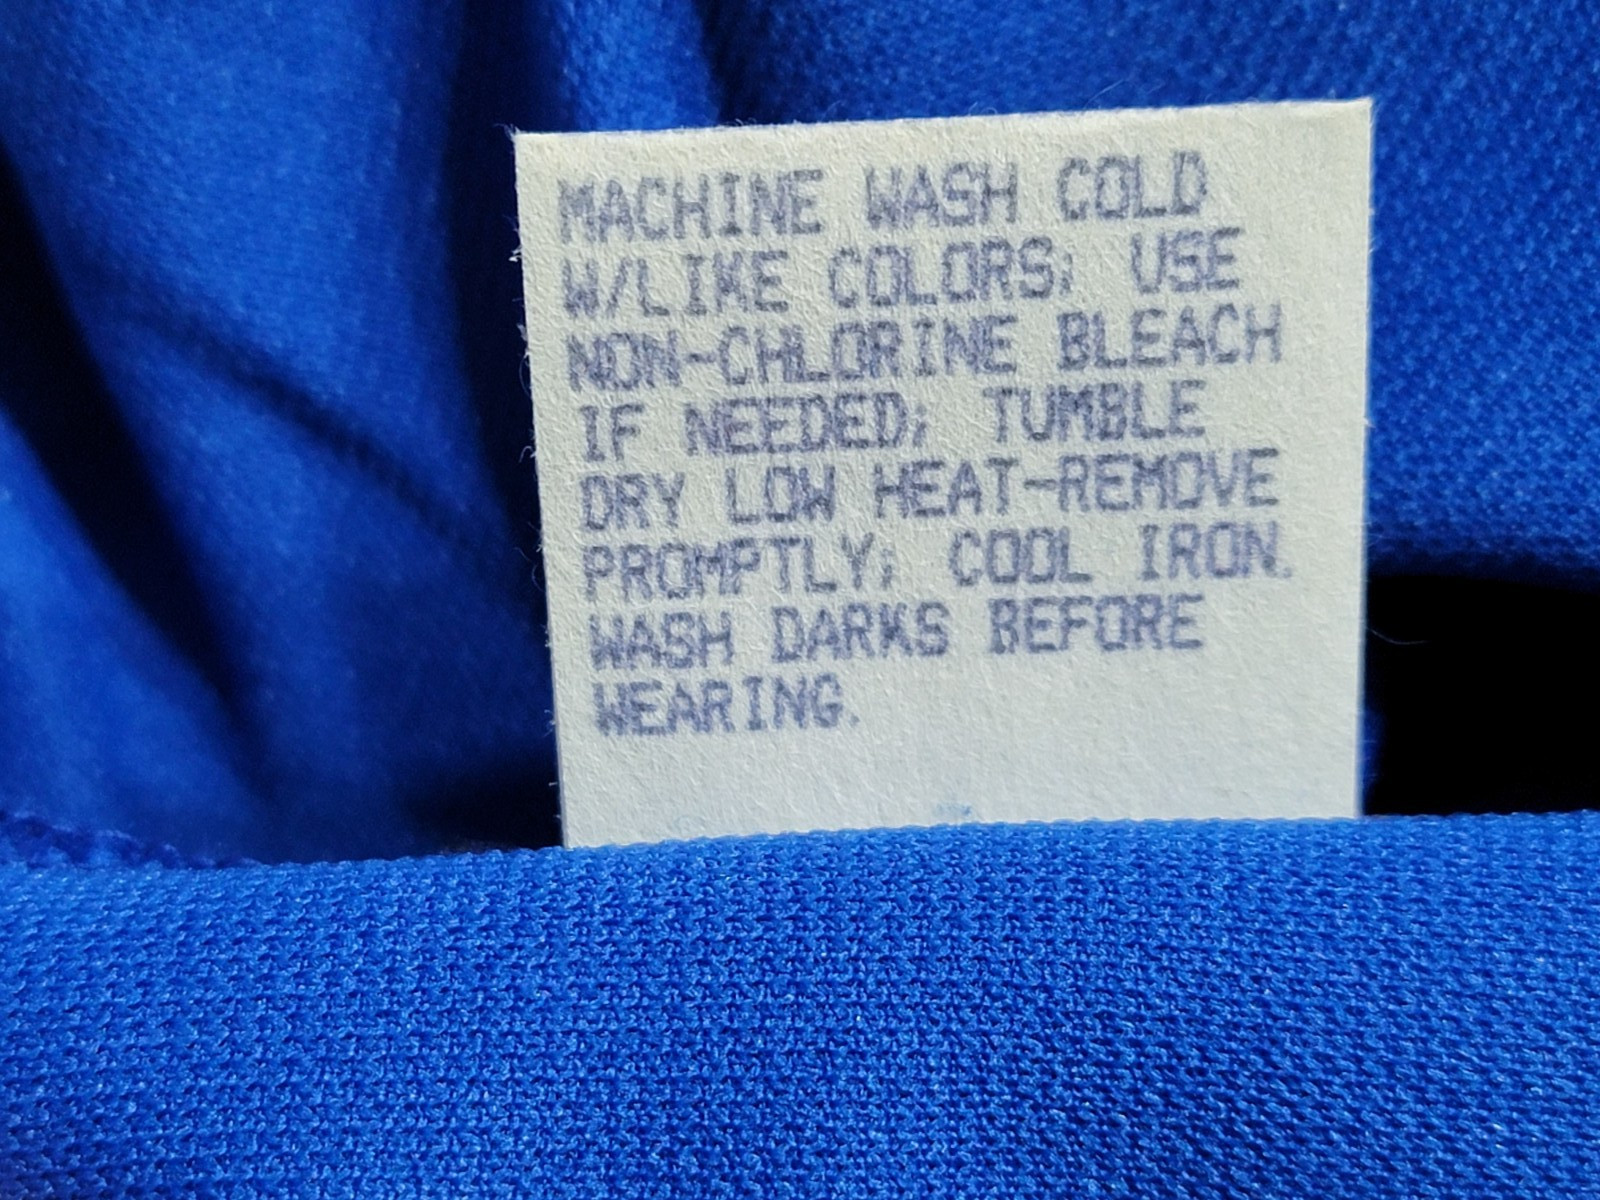 MACHINE WASH COLD
W/LIKE COLORS; USE
NON-CHLORINE BLEACH
IF NEEDED; TUMBLE
DRY LOW HEAT-REMOVE
PROMPTLY; COOL IRON.
WASH DARKS BEFORE
WEARING.